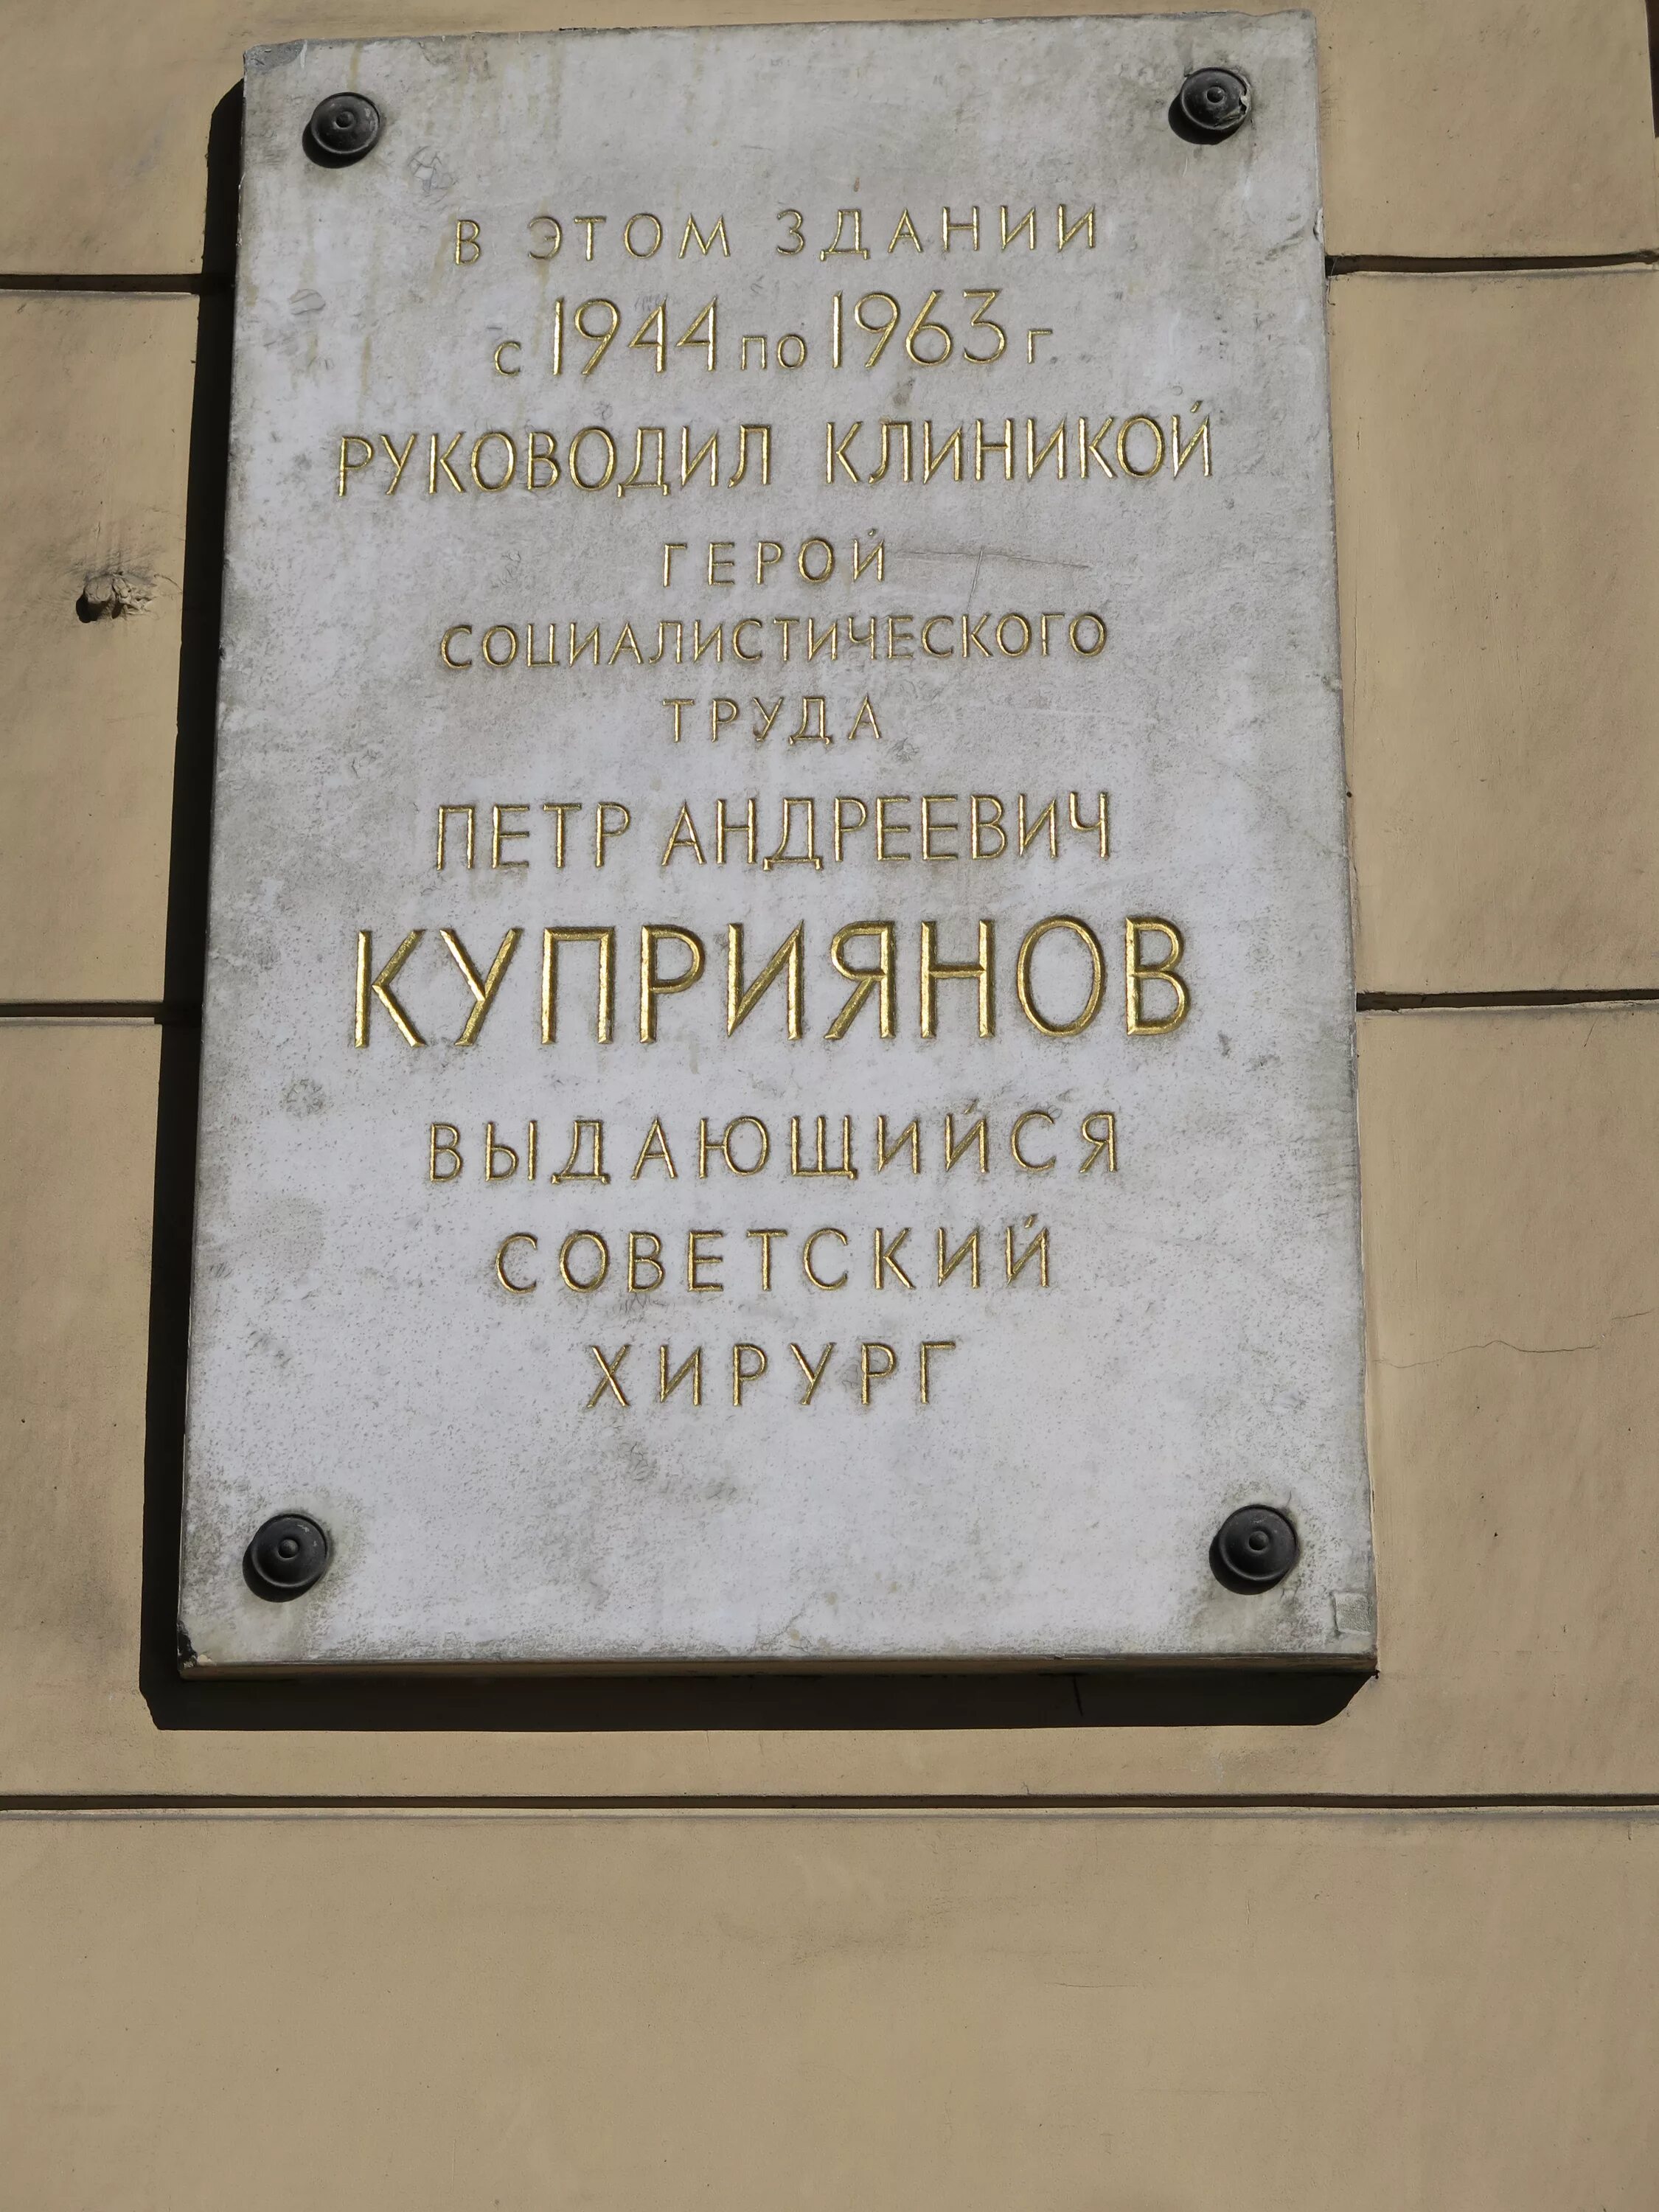 В ЭТОМ ЗДАНИИ
с 1944 по 1963 г
РУКОВОДИЛ КЛИНИКОЙ
ГЕРОЙ
СОЦИАЛИСТИЧЕСКОГО
ТРУДА
ПЕТР АНДРЕЕВИЧ
КУПРИЯНОВ
ВЫДАЮЩИЙСЯ
СОВЕТСКИЙ
ХИРУРГ